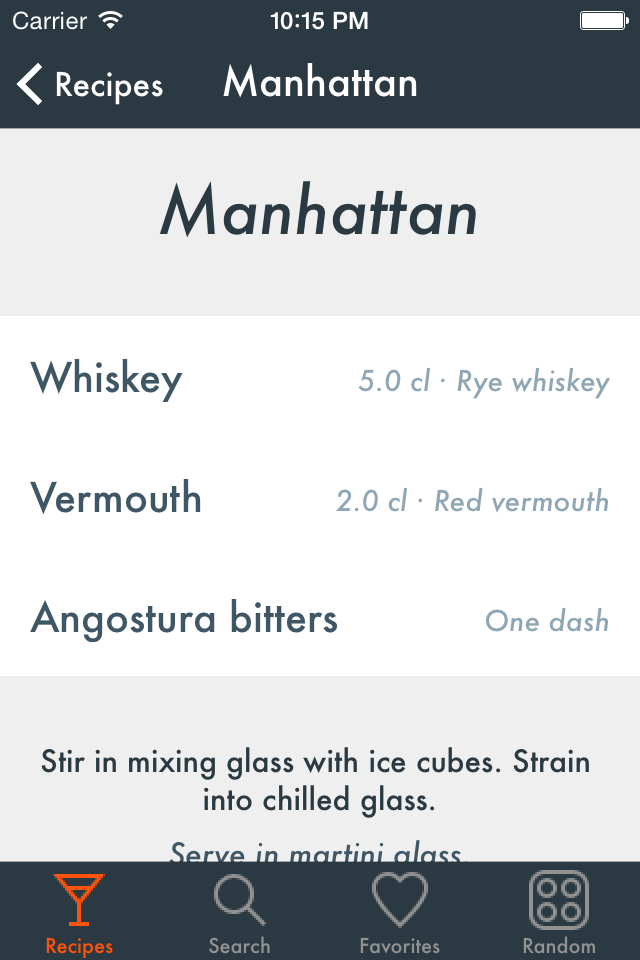 Carrier 10:15 PM
Recipes Manhattan
Manhattan
Whiskey 5.0 cl · Rye whiskey
Vermouth 2.0 cl · Red vermouth
Angostura bitters One dash
Stir in mixing glass with ice cubes. Strain
into chilled glass.
Serve in martini glass.
Recipes Search Favorites Random